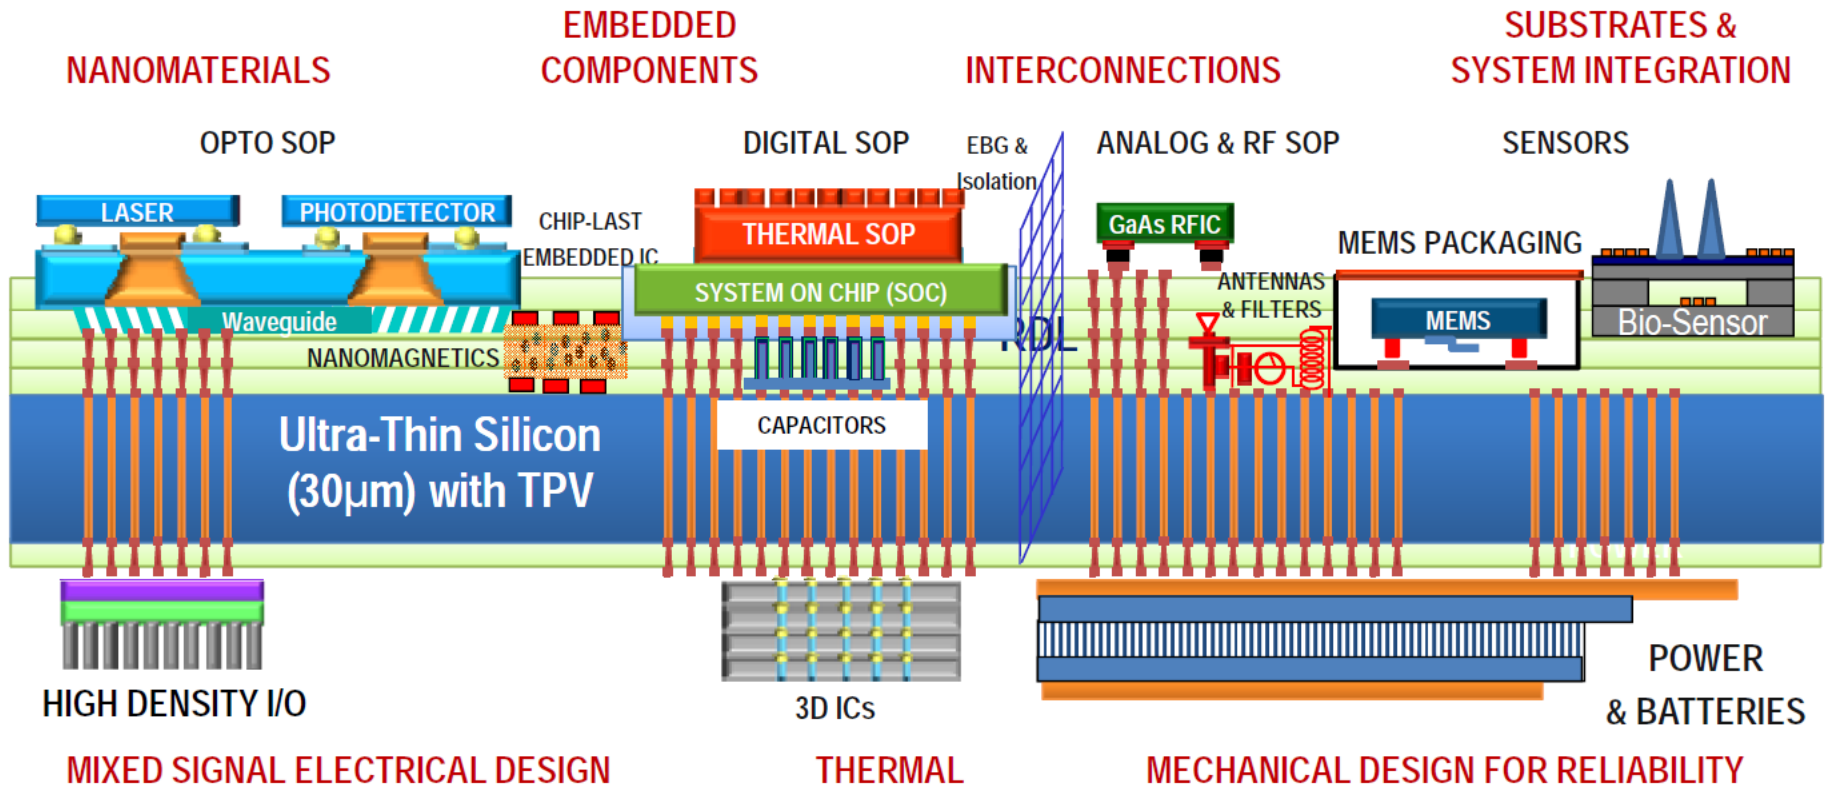 NANOMATERIALS
EMBEDDED
COMPONENTS
INTERCONNECTIONS
SUBSTRATES &
SYSTEM INTEGRATION
OPTO SOP
DIGITAL SOP
EBG &
Isolation
ANALOG & RF SOP
SENSORS
LASER
PHOTODETECTOR
CHIP-LAST
EMBEDDED IC
THERMAL SOP
GaAs RFIC
MEMS PACKAGING
SYSTEM ON CHIP (SOC)
ANTENNAS
& FILTERS
Waveguide
MEMS
Bio-Sensor
RDL
NANOMAGNETICS
CAPACITORS
Ultra-Thin Silicon
(30µm) with TPV
POWER
& BATTERIES
HIGH DENSITY I/O
3D ICs
MIXED SIGNAL ELECTRICAL DESIGN
THERMAL
MECHANICAL DESIGN FOR RELIABILITY